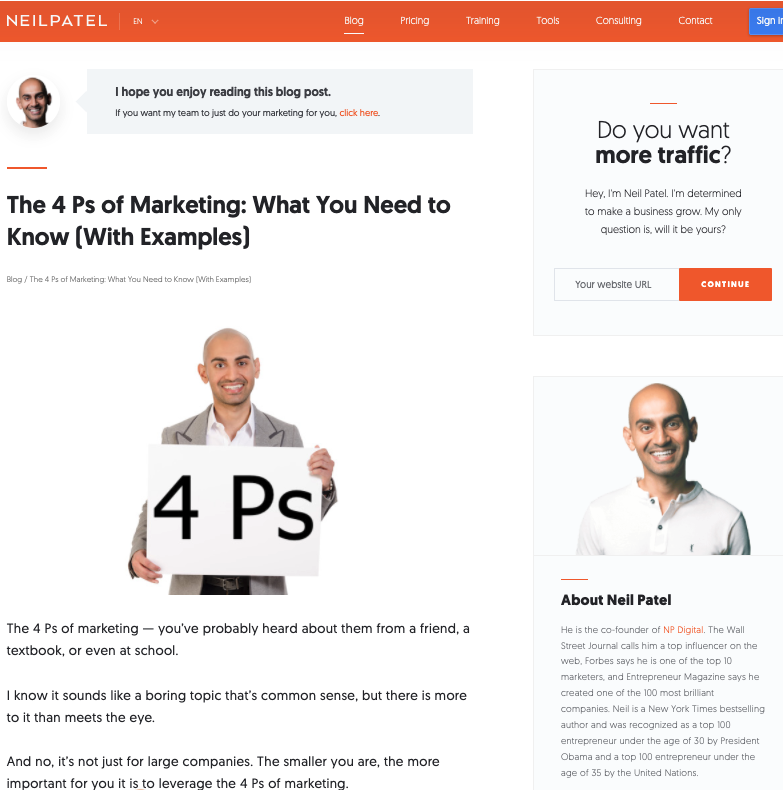 NEILPATEL
EN
Blog
Pricing
Training
Tools
Consulting
Contact
Sign In
I hope you enjoy reading this blog post.
If you want my team to just do your marketing for you, click here.
The 4 Ps of Marketing: What You Need to
Know (With Examples)
Blog / The 4 Ps of Marketing: What You Need to Know (With Examples)
4 Ps
The 4 Ps of marketing — you've probably heard about them from a friend, a
textbook, or even at school.
I know it sounds like a boring topic that's common sense, but there is more
to it than meets the eye.
And no, it's not just for large companies. The smaller you are, the more
important for you it is to leverage the 4 Ps of marketing.
Do you want
more traffic?
Hey, I'm Neil Patel. I'm determined
to make a business grow. My only
question is, will it be yours?
Your website URL
CONTINUE
About Neil Patel
He is the co-founder of NP Digital. The Wall
Street Journal calls him a top influencer on the
web, Forbes says he is one of the top 10
marketers, and Entrepreneur Magazine says he
created one of the 100 most brilliant
companies. Neil is a New York Times bestselling
author and was recognized as a top 100
entrepreneur under the age of 30 by President
Obama and a top 100 entrepreneur under the
age of 35 by the United Nations.